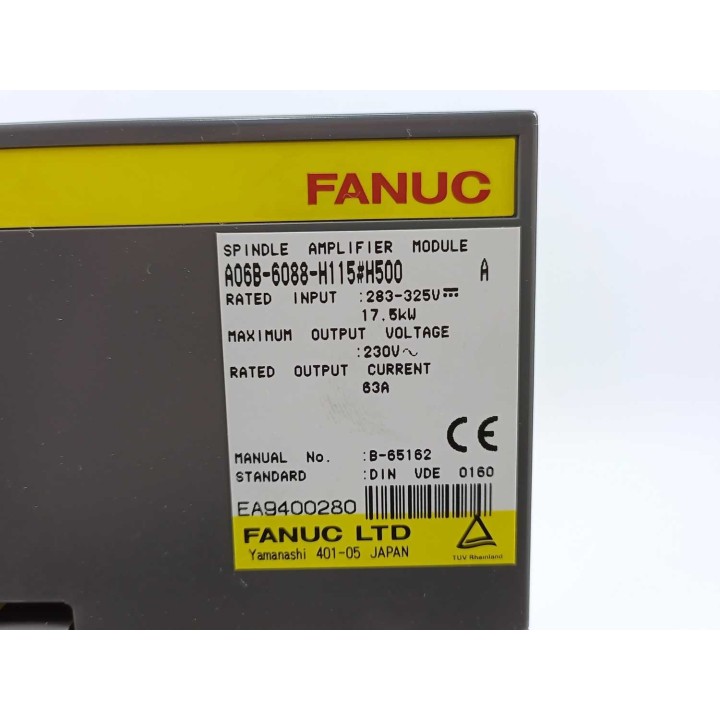 FANUC
SPINDLE AMPLIFIER MODULE
A06B-6088-H115#H500 A
RATED INPUT :283-325V⎓
17.5kW
MAXIMUM OUTPUT VOLTAGE
:230V~
RATED OUTPUT CURRENT
63A
CE
MANUAL No. :B-65162
STANDARD :DIN VDE 0160
EA9400280
FANUC LTD
Yamanashi 401-05 JAPAN
TUV Rheinland